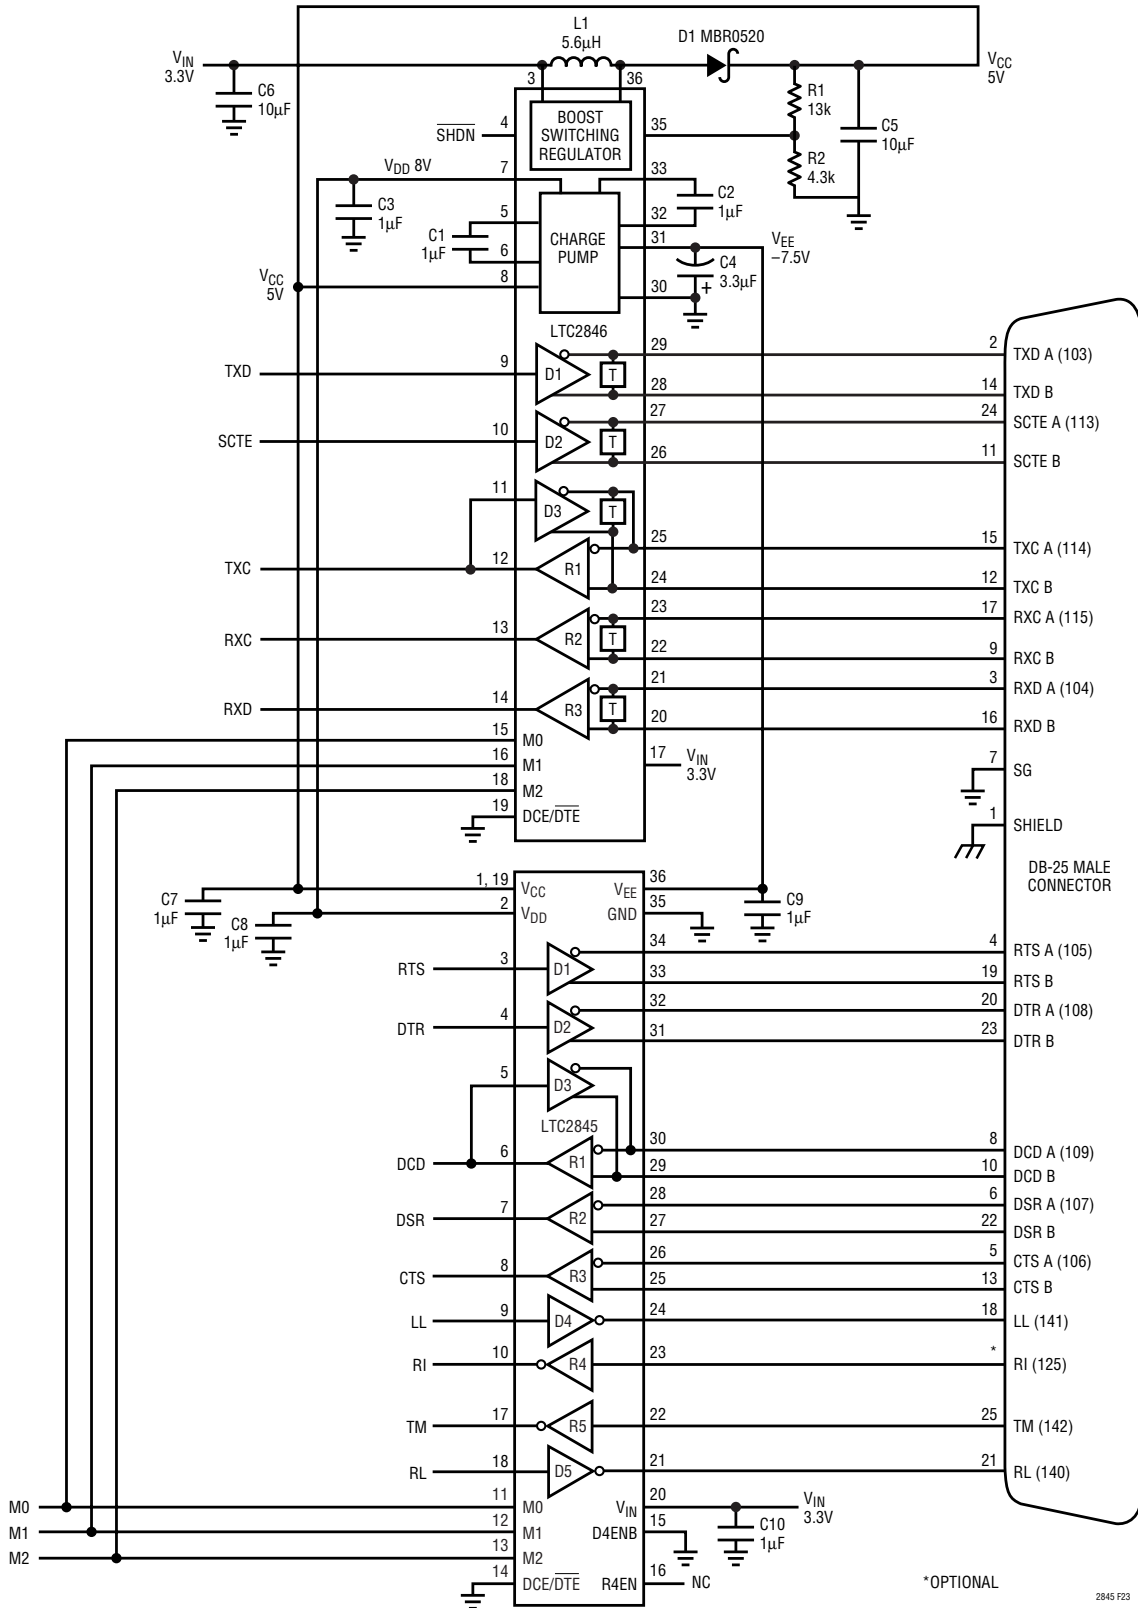 L1
5.6µH
D1 MBR0520
VIN
3.3V
3
36
VCC
5V
C6
10µF
R1
13k
C5
10µF
4
SHDN
BOOST
SWITCHING
REGULATOR
35
R2
4.3k
VDD 8V
7
33
C3
1µF
C2
1µF
5
32
C1
1µF
CHARGE
PUMP
31
VEE
–7.5V
6
C4
3.3µF
+
VCC
5V
8
30
LTC2846
TXD
9
D1
T
29
2
TXD A (103)
28
14
TXD B
SCTE
10
D2
T
27
24
SCTE A (113)
26
11
SCTE B
11
D3
T
TXC
12
R1
25
15
TXC A (114)
24
12
TXC B
RXC
13
R2
T
23
17
RXC A (115)
22
9
RXC B
RXD
14
R3
T
21
3
RXD A (104)
20
16
RXD B
15
M0
16
M1
17
VIN
3.3V
7
SG
18
M2
19
DCE/DTE
1
SHIELD
DB-25 MALE
CONNECTOR
C7
1µF
1, 19
VCC
VEE
36
C9
1µF
C8
1µF
2
VDD
GND
35
RTS
3
D1
34
4
RTS A (105)
33
19
RTS B
DTR
4
D2
32
20
DTR A (108)
31
23
DTR B
5
D3
LTC2845
DCD
6
R1
30
8
DCD A (109)
29
10
DCD B
DSR
7
R2
28
6
DSR A (107)
27
22
DSR B
CTS
8
R3
26
5
CTS A (106)
25
13
CTS B
LL
9
D4
24
18
LL (141)
RI
10
R4
23
*
RI (125)
TM
17
R5
22
25
TM (142)
RL
18
D5
21
21
RL (140)
M0
11
M0
VIN
20
VIN
3.3V
M1
12
M1
D4ENB
15
C10
1µF
M2
13
M2
14
DCE/DTE
R4EN
16
NC
*OPTIONAL
2845 F23